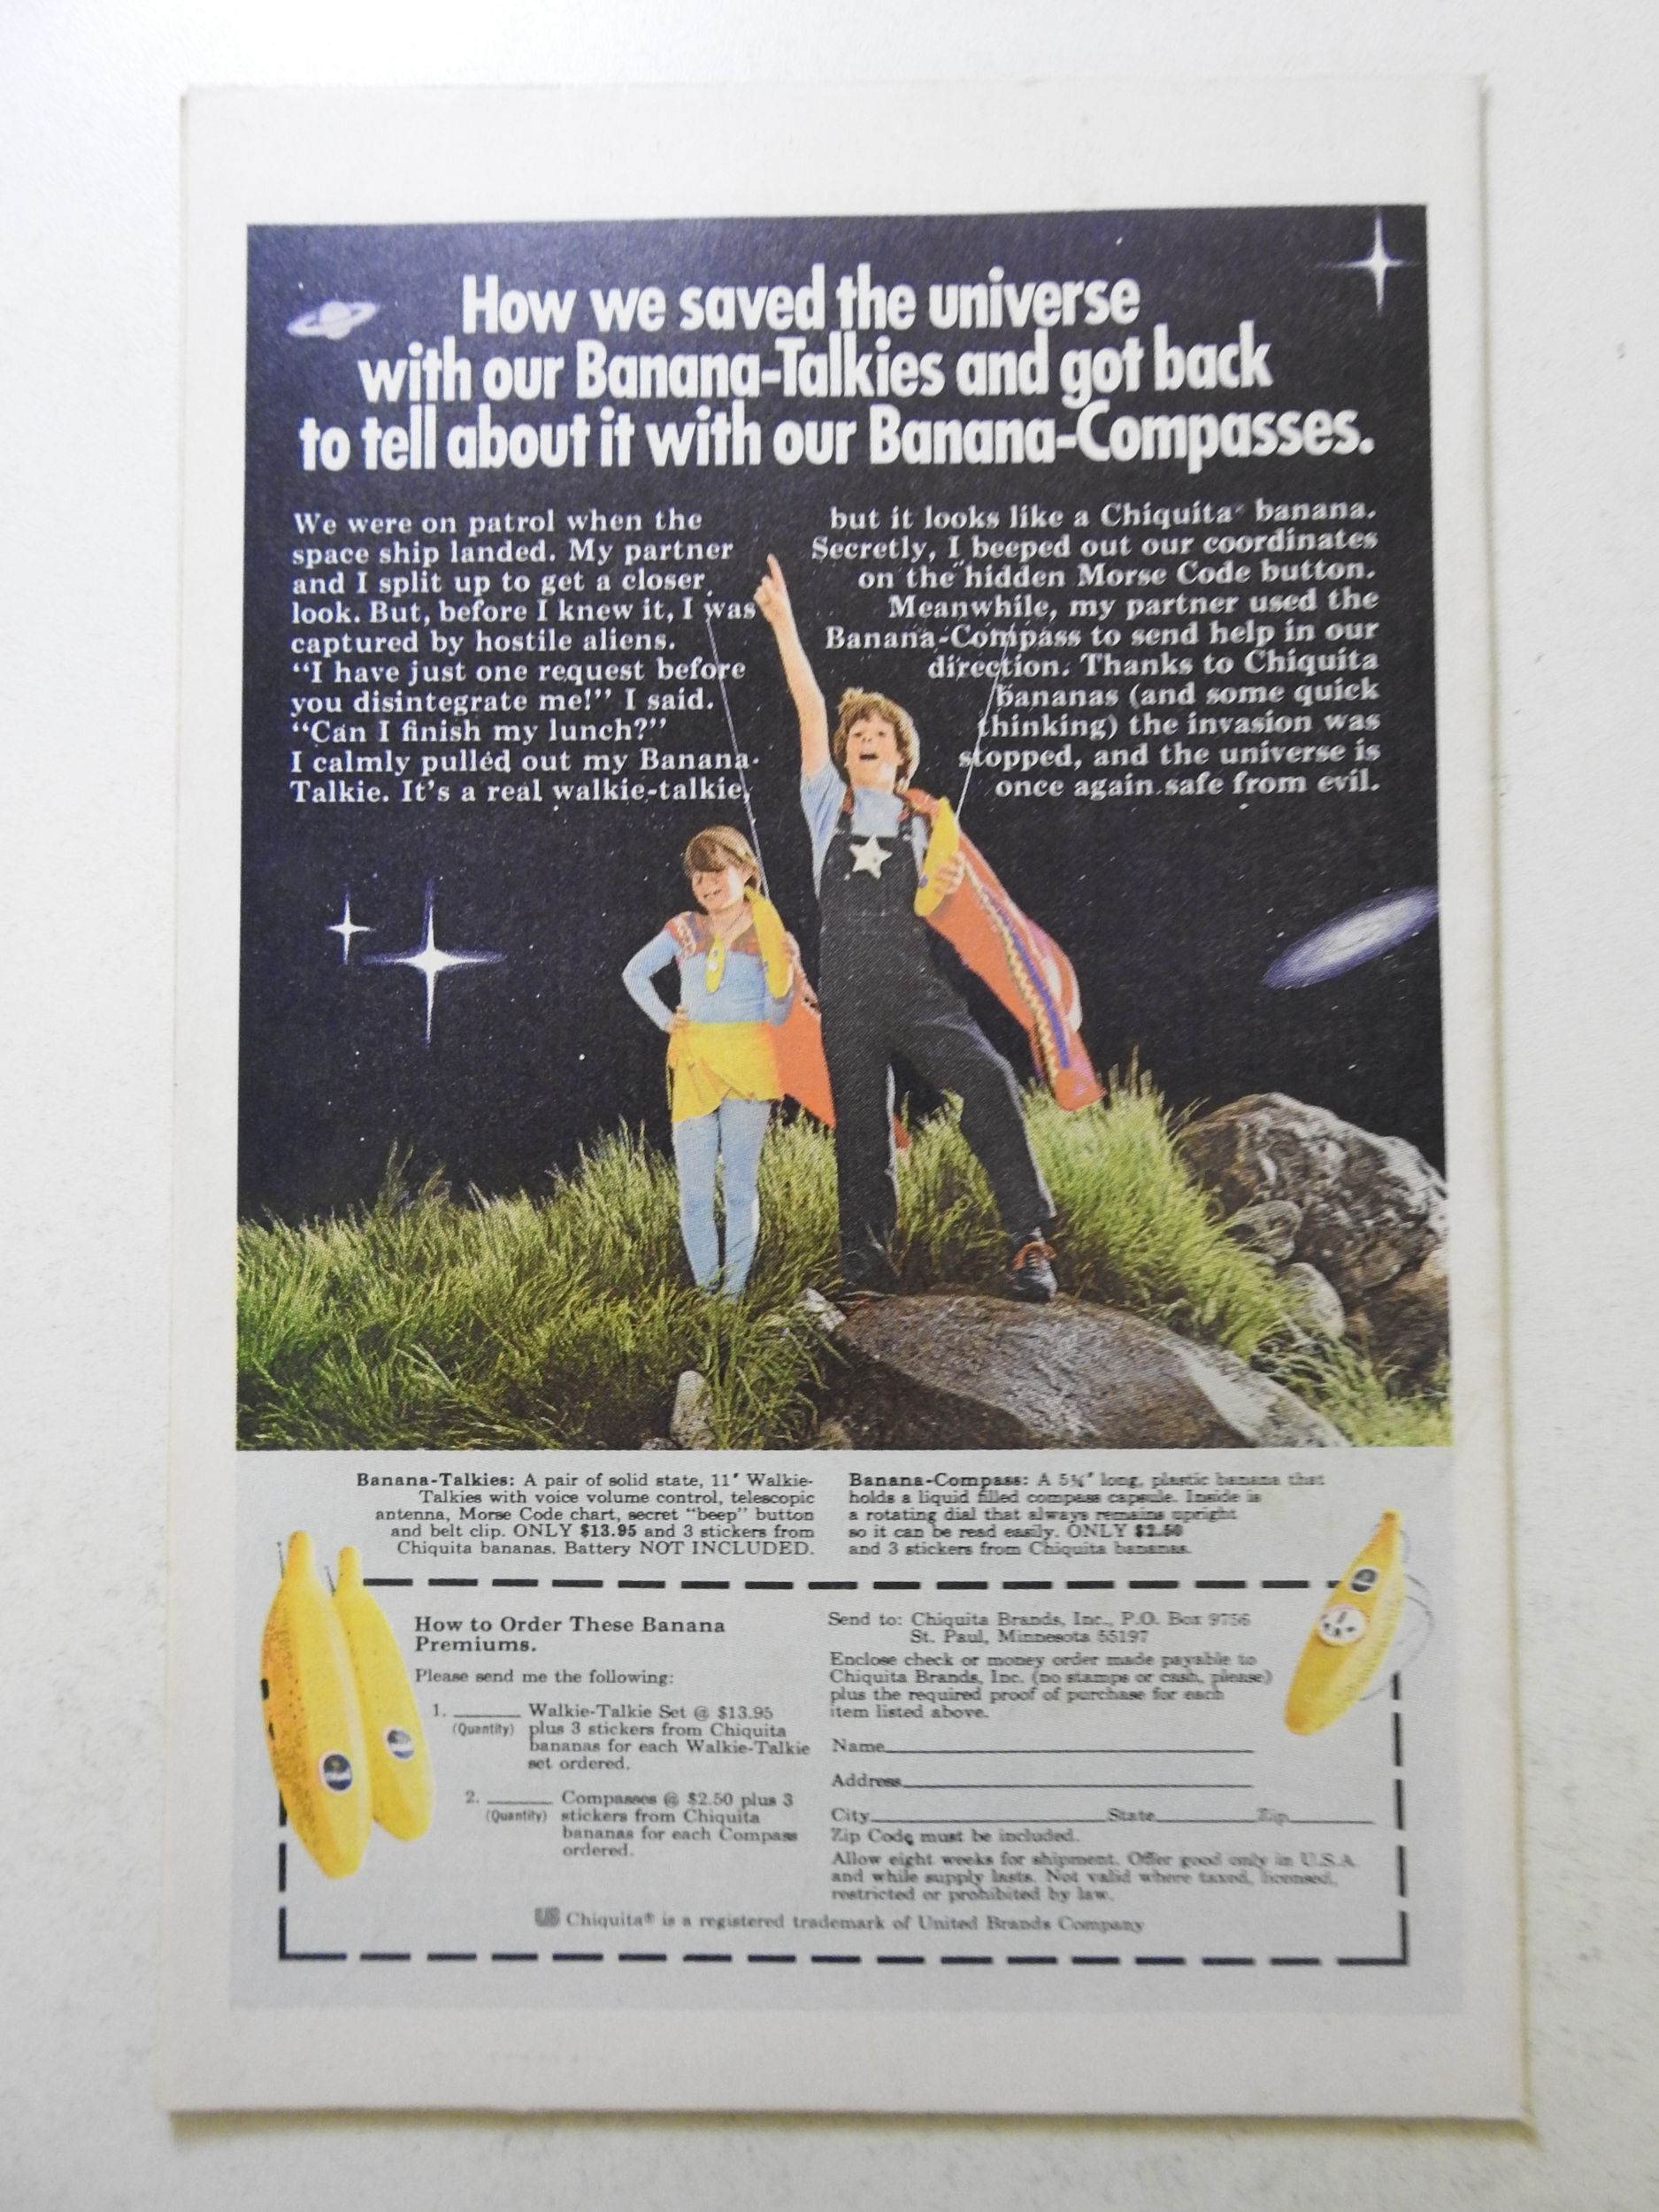 How we saved the universe
with our Banana-Talkies and got back
to tell about it with our Banana-Compasses.
We were on patrol when the
space ship landed. My partner
and I split up to get a closer
look. But, before I knew it, I was
captured by hostile aliens.
“I have just one request before
you disintegrate me!” I said.
“Can I finish my lunch?”
I calmly pulled out my Banana-
Talkie. It's a real walkie-talkie,
but it looks like a Chiquita® banana.
Secretly, I beeped out our coordinates
on the hidden Morse Code button.
Meanwhile, my partner used the
Banana-Compass to send help in our
direction. Thanks to Chiquita
bananas (and some quick
thinking) the invasion was
stopped, and the universe is
once again safe from evil.
Banana-Talkies: A pair of solid state, 11" Walkie-
Talkies with voice volume control, telescopic
antenna, Morse Code chart, secret “beep” button
and belt clip. ONLY $13.95 and 3 stickers from
Chiquita bananas. Battery NOT INCLUDED.
Banana-Compass: A 5¼" long, plastic banana that
holds a liquid filled compass capsule. Inside is
a rotating dial that always remains upright
so it can be read easily. ONLY $2.50
and 3 stickers from Chiquita bananas.
How to Order These Banana
Premiums.
Please send me the following:
1. ______ Walkie-Talkie Set @ $13.95
(Quantity) plus 3 stickers from Chiquita
bananas for each Walkie-Talkie
set ordered.
2. ______ Compasses @ $2.50 plus 3
(Quantity) stickers from Chiquita
bananas for each Compass
ordered.
Send to: Chiquita Brands, Inc., P.O. Box 9756
St. Paul, Minnesota 55197
Enclose check or money order made payable to
Chiquita Brands, Inc. (no stamps or cash, please)
plus the required proof of purchase for each
item listed above.
Name
Address
City State Zip
Zip Code must be included.
Allow eight weeks for shipment. Offer good only in U.S.A.
and while supply lasts. Not valid where taxed, licensed,
restricted or prohibited by law.
UB Chiquita® is a registered trademark of United Brands Company